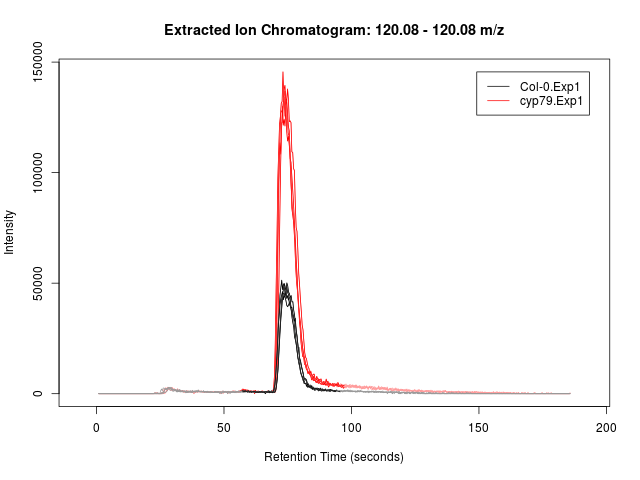 Extracted Ion Chromatogram: 120.08 - 120.08 m/z
Col-0.Exp1
cyp79.Exp1
Intensity
150000
100000
50000
0
0 50 100 150 200
Retention Time (seconds)